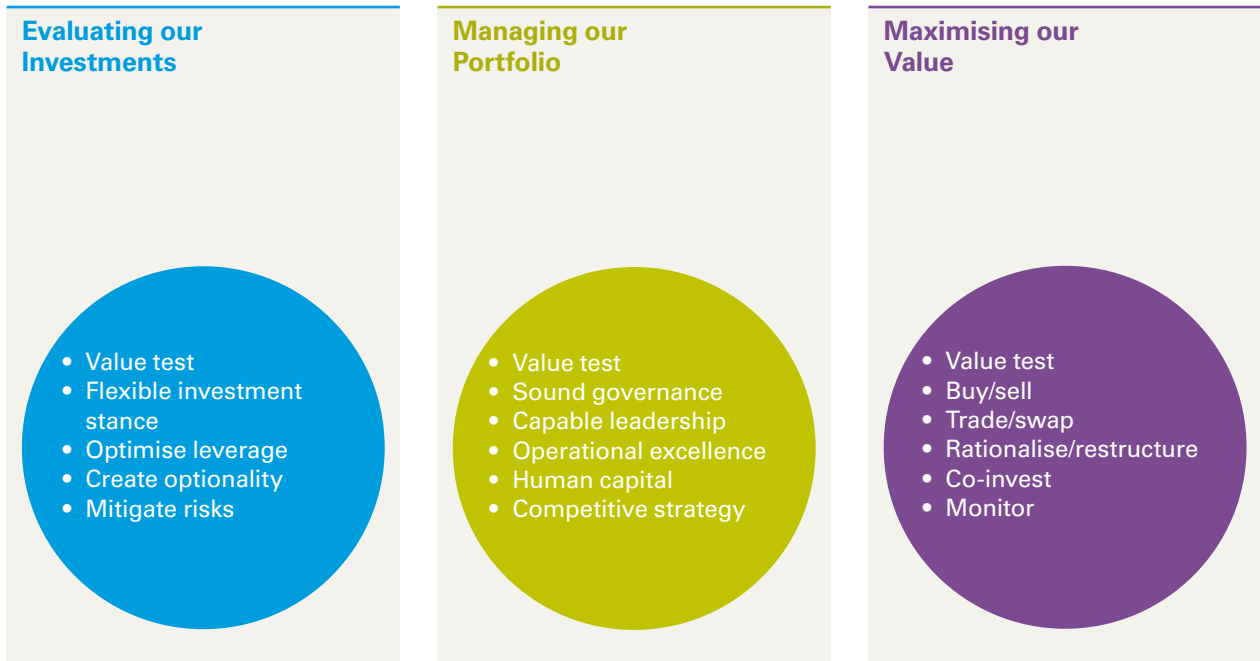 Evaluating our
Investments
• Value test
• Flexible investment
stance
• Optimise leverage
• Create optionality
• Mitigate risks
Managing our
Portfolio
• Value test
• Sound governance
• Capable leadership
• Operational excellence
• Human capital
• Competitive strategy
Maximising our
Value
• Value test
• Buy/sell
• Trade/swap
• Rationalise/restructure
• Co-invest
• Monitor